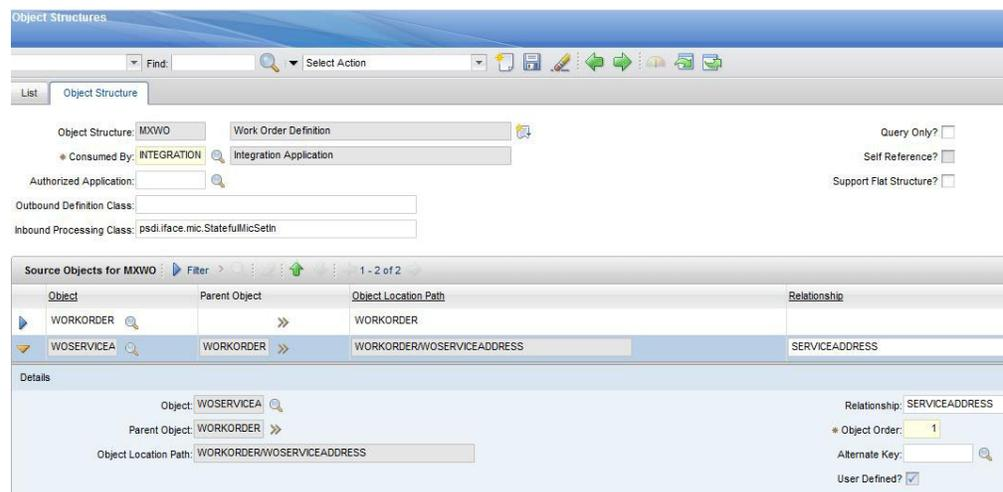 Object Structures
Find:
Select Action
List Object Structure
Object Structure: MXWO Work Order Definition Query Only?
* Consumed By: INTEGRATION Integration Application Self Reference?
Authorized Application: Support Flat Structure?
Outbound Definition Class:
Inbound Processing Class: psdi.iface.mic.StatefulMicSetIn
Source Objects for MXWO Filter 1 - 2 of 2
Object Parent Object Object Location Path Relationship
WORKORDER WORKORDER
WOSERVICEA WORKORDER WORKORDER/WOSERVICEADDRESS SERVICEADDRESS
Details
Object: WOSERVICEA Relationship: SERVICEADDRESS
Parent Object: WORKORDER * Object Order: 1
Object Location Path: WORKORDER/WOSERVICEADDRESS Alternate Key:
User Defined?